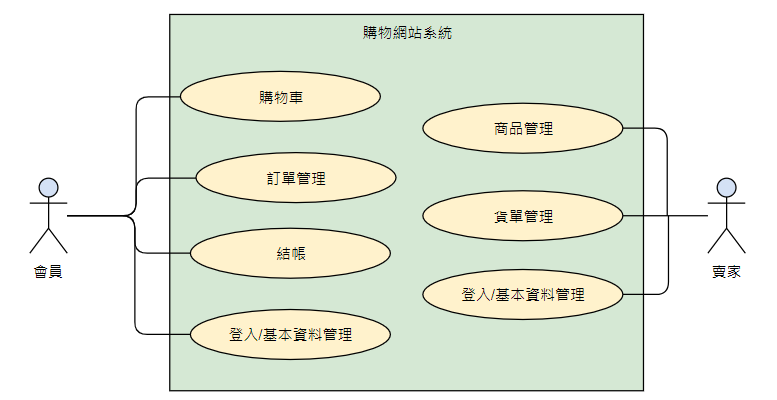 購物網站系統
購物車
商品管理
訂單管理
貨單管理
結帳
會員
賣家
登入/基本資料管理
登入/基本資料管理